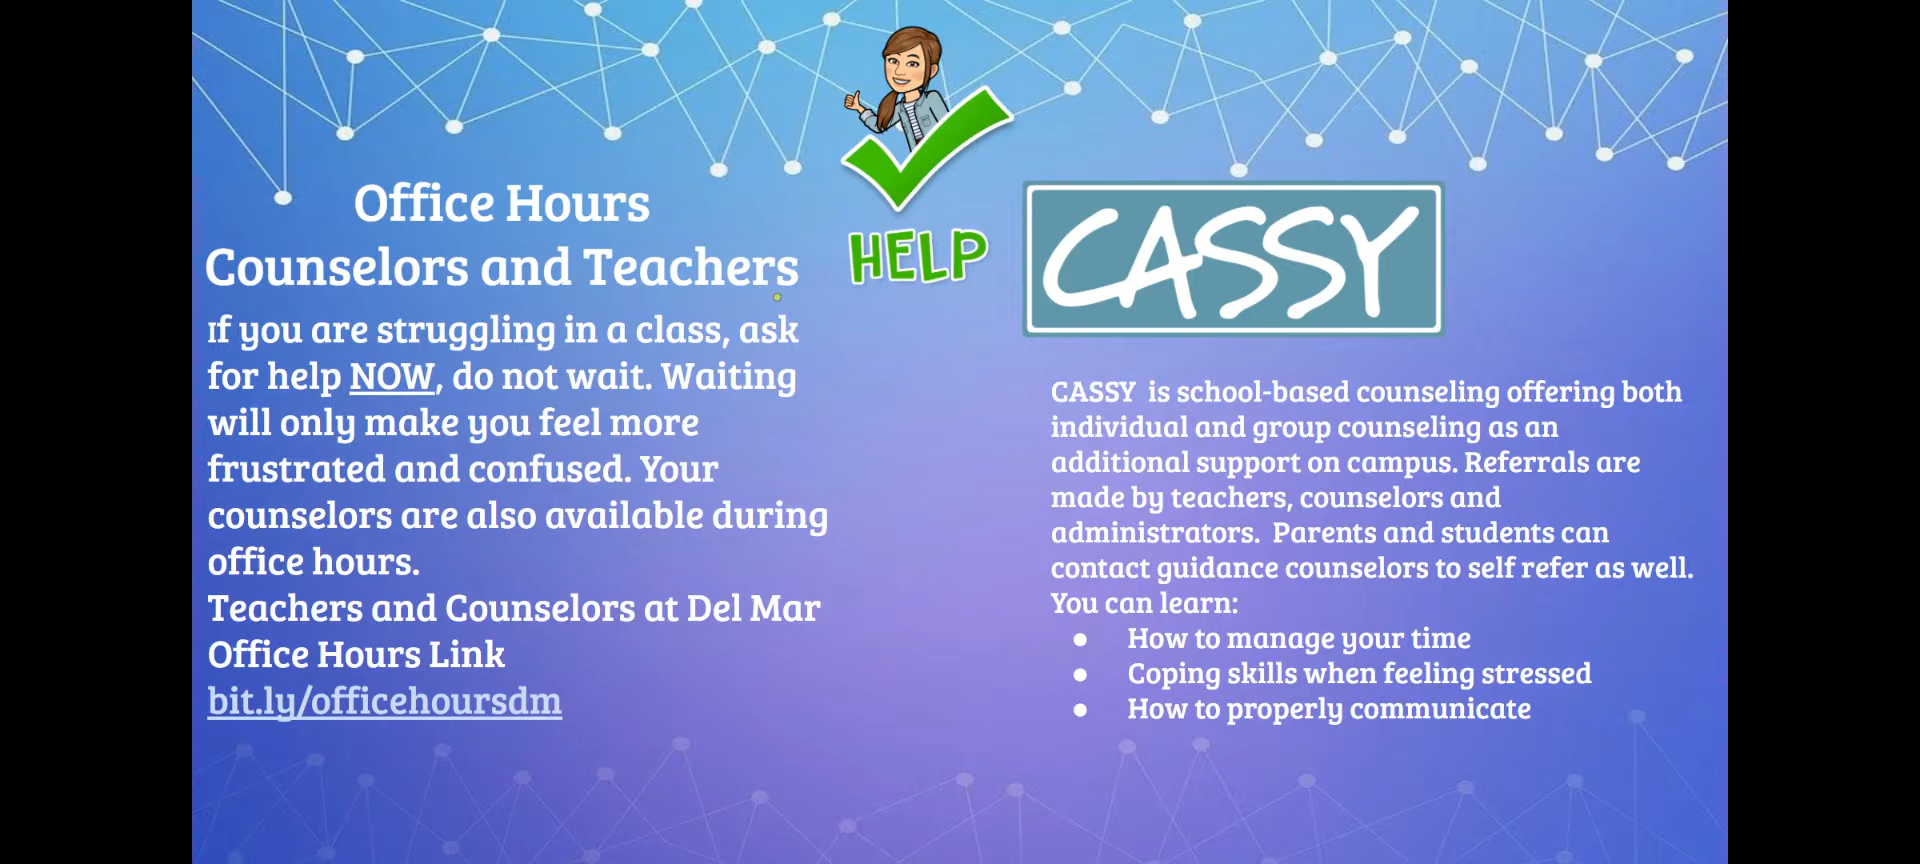 Office Hours
Counselors and Teachers
If you are struggling in a class, ask
for help NOW, do not wait. Waiting
will only make you feel more
frustrated and confused. Your
counselors are also available during
office hours.
Teachers and Counselors at Del Mar
Office Hours Link
bit.ly/officehoursdm
HELP
CASSY
CASSY  is school-based counseling offering both
individual and group counseling as an
additional support on campus. Referrals are
made by teachers, counselors and
administrators.  Parents and students can
contact guidance counselors to self refer as well.
You can learn:
● How to manage your time
● Coping skills when feeling stressed
● How to properly communicate